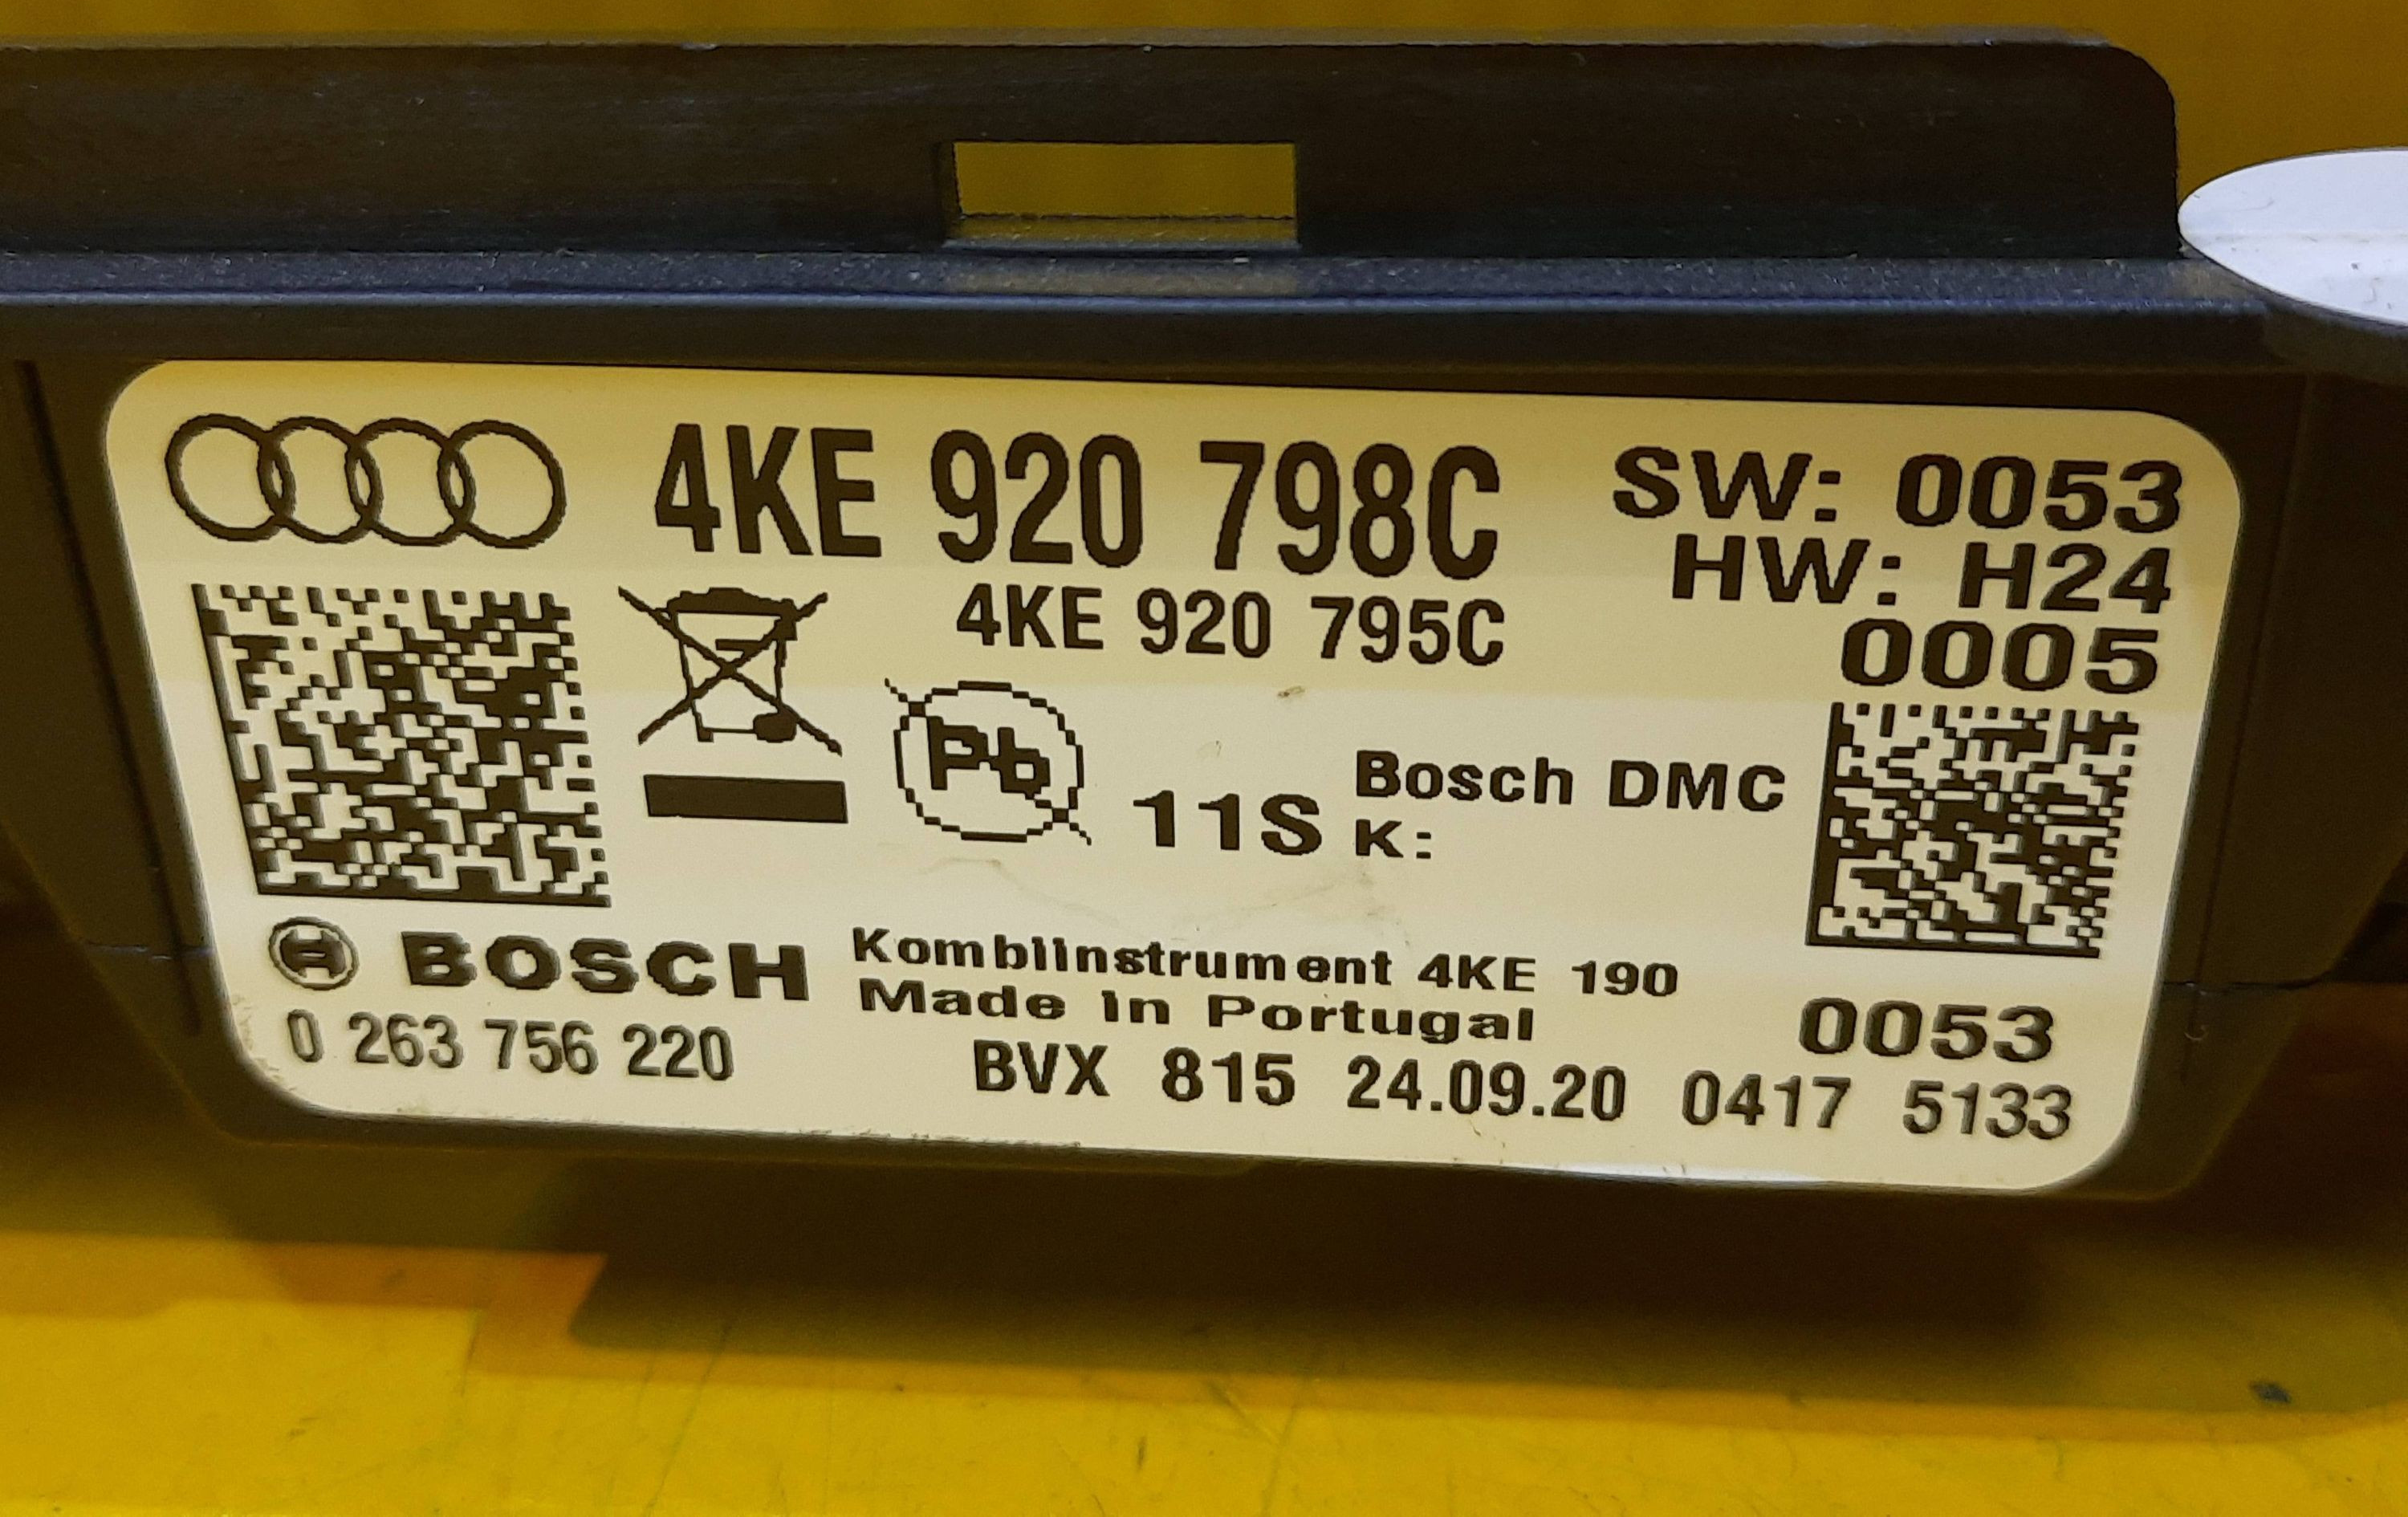 4KE 920 798C
SW: 0053
4KE 920 795C
HW: H24
0005
Pb
11S
Bosch DMC
K:
BOSCH
0 263 756 220
Kombiinstrument 4KE 190
Made in Portugal
0053
BVX 815 24.09.20 0417 5133